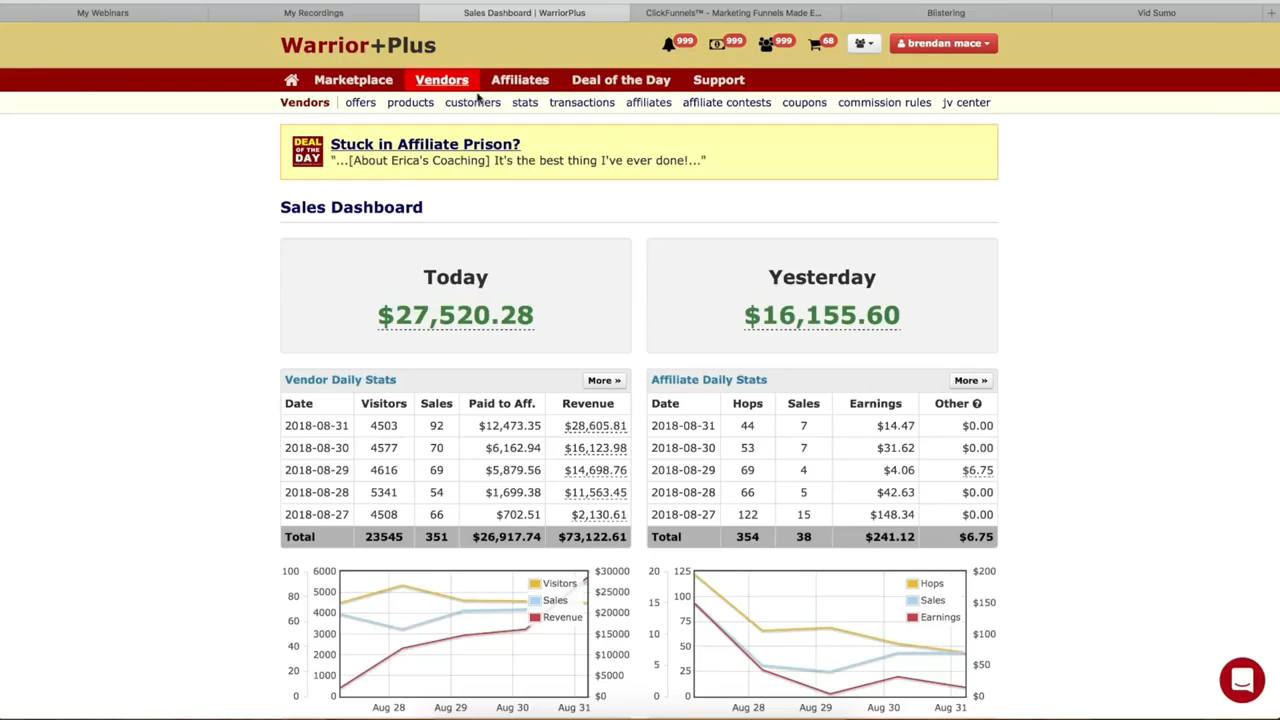 My Webinars My Recordings Sales Dashboard | WarriorPlus ClickFunnels™ - Marketing Funnels Made E... Blistering Vid Sumo
Warrior+Plus 999 999 999 68 brendan mace
Marketplace Vendors Affiliates Deal of the Day Support
Vendors offers products customers stats transactions affiliates affiliate contests coupons commission rules jv center
DEAL OF THE DAY
Stuck in Affiliate Prison?
"...[About Erica's Coaching] It's the best thing I've ever done!..."
Sales Dashboard
Today
$27,520.28
Yesterday
$16,155.60
Vendor Daily Stats More »
Date Visitors Sales Paid to Aff. Revenue
2018-08-31 4503 92 $12,473.35 $28,605.81
2018-08-30 4577 70 $6,162.94 $16,123.98
2018-08-29 4616 69 $5,879.56 $14,698.76
2018-08-28 5341 54 $1,699.38 $11,563.45
2018-08-27 4508 66 $702.51 $2,130.61
Total 23545 351 $26,917.74 $73,122.61
Affiliate Daily Stats More »
Date Hops Sales Earnings Other
2018-08-31 44 7 $14.47 $0.00
2018-08-30 53 7 $31.62 $0.00
2018-08-29 69 4 $4.06 $6.75
2018-08-28 66 5 $42.63 $0.00
2018-08-27 122 15 $148.34 $0.00
Total 354 38 $241.12 $6.75
100 6000 Visitors $30000
80 5000 Sales $25000
4000 Revenue $20000
60 3000 $15000
40 2000 $10000
20 1000 $5000
0 0 $0
Aug 28 Aug 29 Aug 30 Aug 31
20 125 Hops $200
100 Sales
15 75 Earnings $150
10 50 $100
5 25 $50
0 0 $0
Aug 28 Aug 29 Aug 30 Aug 31